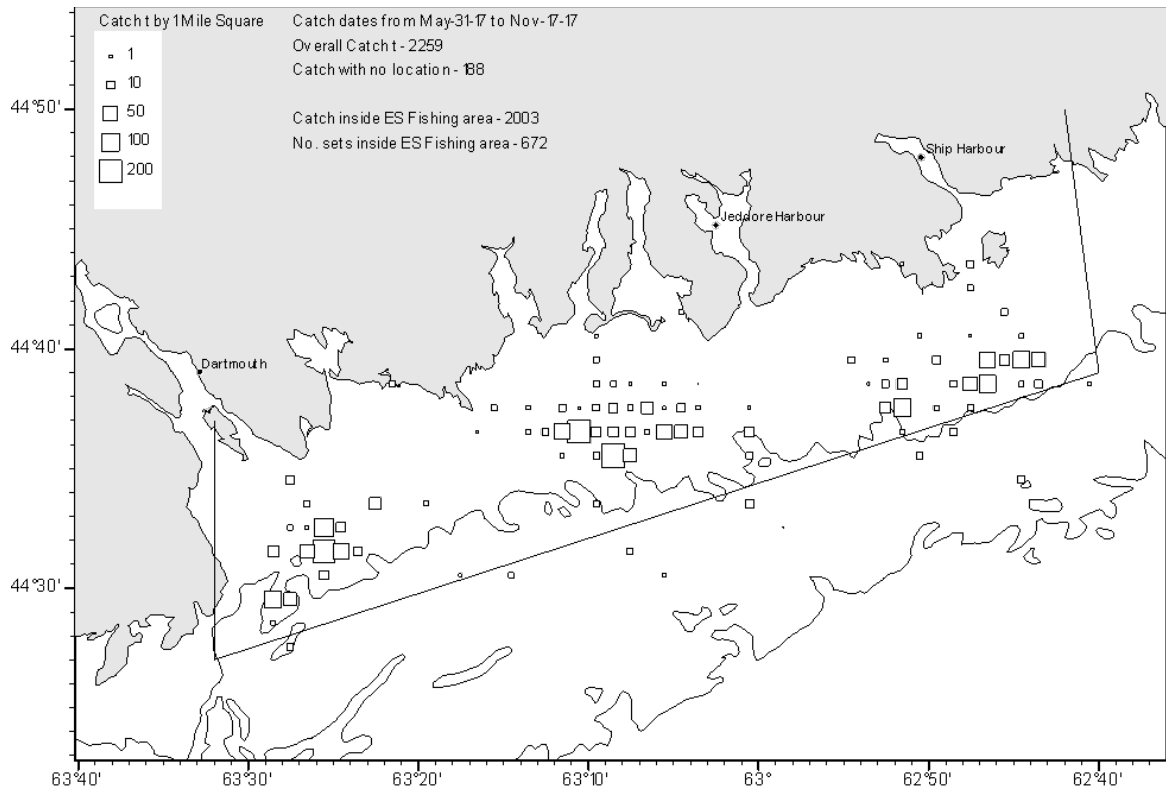 Catch t by 1 Mile Square
1
10
50
100
200
Catch dates from May-31-17 to Nov-17-17
Overall Catch t - 2259
Catch with no location - 188
Catch inside ES Fishing area - 2003
No. sets inside ES Fishing area - 672
44°50'
44°40'
44°30'
Ship Harbour
Jeddore Harbour
Dartmouth
63°40'
63°30'
63°20'
63°10'
63°
62°50'
62°40'